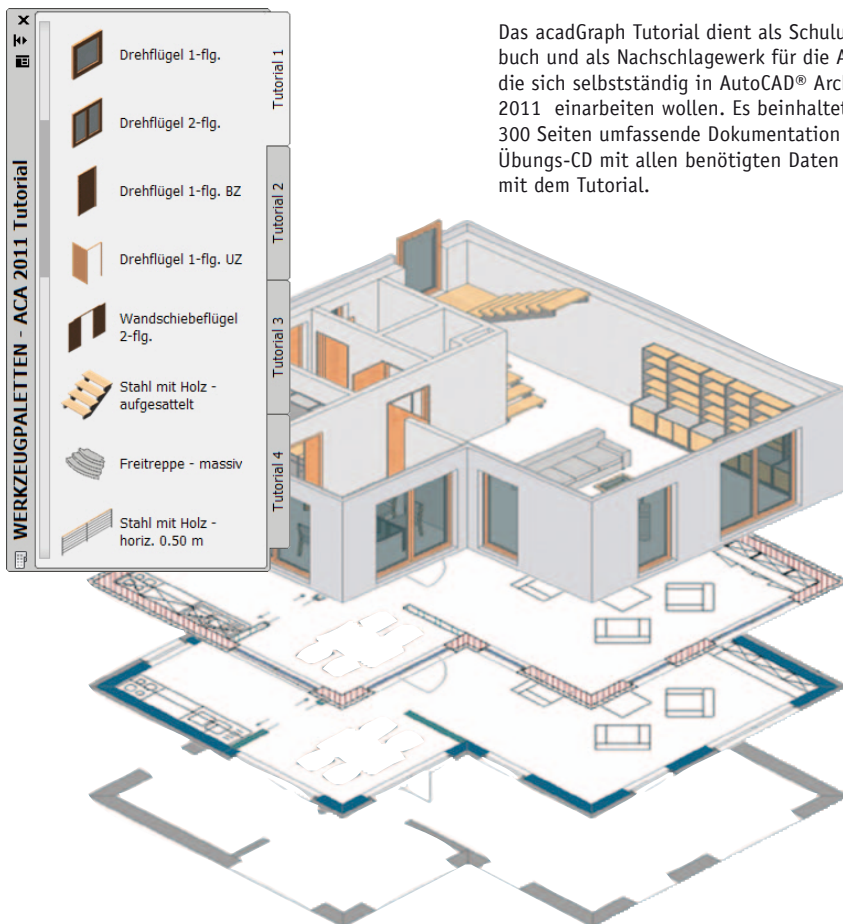 WERKZEUGPALETTEN - ACA 2011 Tutorial
Drehflügel 1-flg.
Drehflügel 2-flg.
Drehflügel 1-flg. BZ
Drehflügel 1-flg. UZ
Wandschiebeflügel
2-flg.
Stahl mit Holz -
aufgesattelt
Freitreppe - massiv
Stahl mit Holz -
horiz. 0.50 m
Tutorial 1
Tutorial 2
Tutorial 3
Tutorial 4
Das acadGraph Tutorial dient als Schulu
buch und als Nachschlagewerk für die A
die sich selbstständig in AutoCAD® Arc
2011 einarbeiten wollen. Es beinhaltet
300 Seiten umfassende Dokumentation
Übungs-CD mit allen benötigten Daten
mit dem Tutorial.